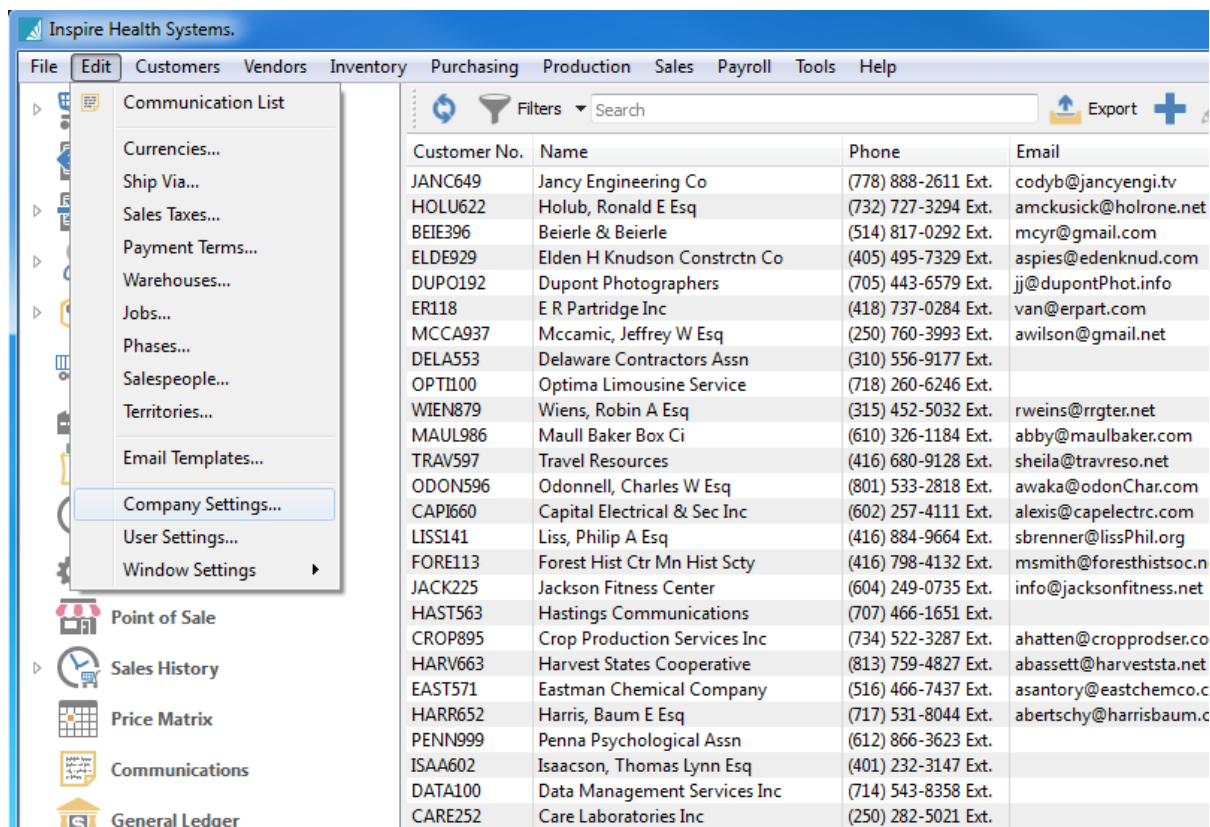 Inspire Health Systems.
File Edit Customers Vendors Inventory Purchasing Production Sales Payroll Tools Help
Communication List
Currencies...
Ship Via...
Sales Taxes...
Payment Terms...
Warehouses...
Jobs...
Phases...
Salespeople...
Territories...
Email Templates...
Company Settings...
User Settings...
Window Settings
Point of Sale
Sales History
Price Matrix
Communications
General Ledger
Filters Search Export
Customer No. Name Phone Email
JANC649 Jancy Engineering Co (778) 888-2611 Ext. codyb@jancyengi.tv
HOLU622 Holub, Ronald E Esq (732) 727-3294 Ext. amckusick@holrone.net
BEIE396 Beierle & Beierle (514) 817-0292 Ext. mcyr@gmail.com
ELDE929 Elden H Knudson Constrctn Co (405) 495-7329 Ext. aspies@edenknud.com
DUPO192 Dupont Photographers (705) 443-6579 Ext. jj@dupontPhot.info
ER118 E R Partridge Inc (418) 737-0284 Ext. van@erpart.com
MCCA937 Mccamic, Jeffrey W Esq (250) 760-3993 Ext. awilson@gmail.net
DELA553 Delaware Contractors Assn (310) 556-9177 Ext.
OPTI100 Optima Limousine Service (718) 260-6246 Ext.
WIEN879 Wiens, Robin A Esq (315) 452-5032 Ext. rweins@rrgter.net
MAUL986 Maull Baker Box Ci (610) 326-1184 Ext. abby@maulbaker.com
TRAV597 Travel Resources (416) 680-9128 Ext. sheila@travreso.net
ODON596 Odonnell, Charles W Esq (801) 533-2818 Ext. awaka@odonChar.com
CAPI660 Capital Electrical & Sec Inc (602) 257-4111 Ext. alexis@capelectrc.com
LISS141 Liss, Philip A Esq (416) 884-9664 Ext. sbrenner@lissPhil.org
FORE113 Forest Hist Ctr Mn Hist Scty (416) 798-4132 Ext. msmith@foresthistsoc.n
JACK225 Jackson Fitness Center (604) 249-0735 Ext. info@jacksonfitness.net
HAST563 Hastings Communications (707) 466-1651 Ext.
CROP895 Crop Production Services Inc (734) 522-3287 Ext. ahatten@cropprodser.co
HARV663 Harvest States Cooperative (813) 759-4827 Ext. abassett@harveststa.net
EAST571 Eastman Chemical Company (516) 466-7437 Ext. asantory@eastchemco.c
HARR652 Harris, Baum E Esq (717) 531-8044 Ext. abertschy@harrisbaum.c
PENN999 Penna Psychological Assn (612) 866-3623 Ext.
ISAA602 Isaacson, Thomas Lynn Esq (401) 232-3147 Ext.
DATA100 Data Management Services Inc (714) 543-8358 Ext.
CARE252 Care Laboratories Inc (250) 282-5021 Ext.